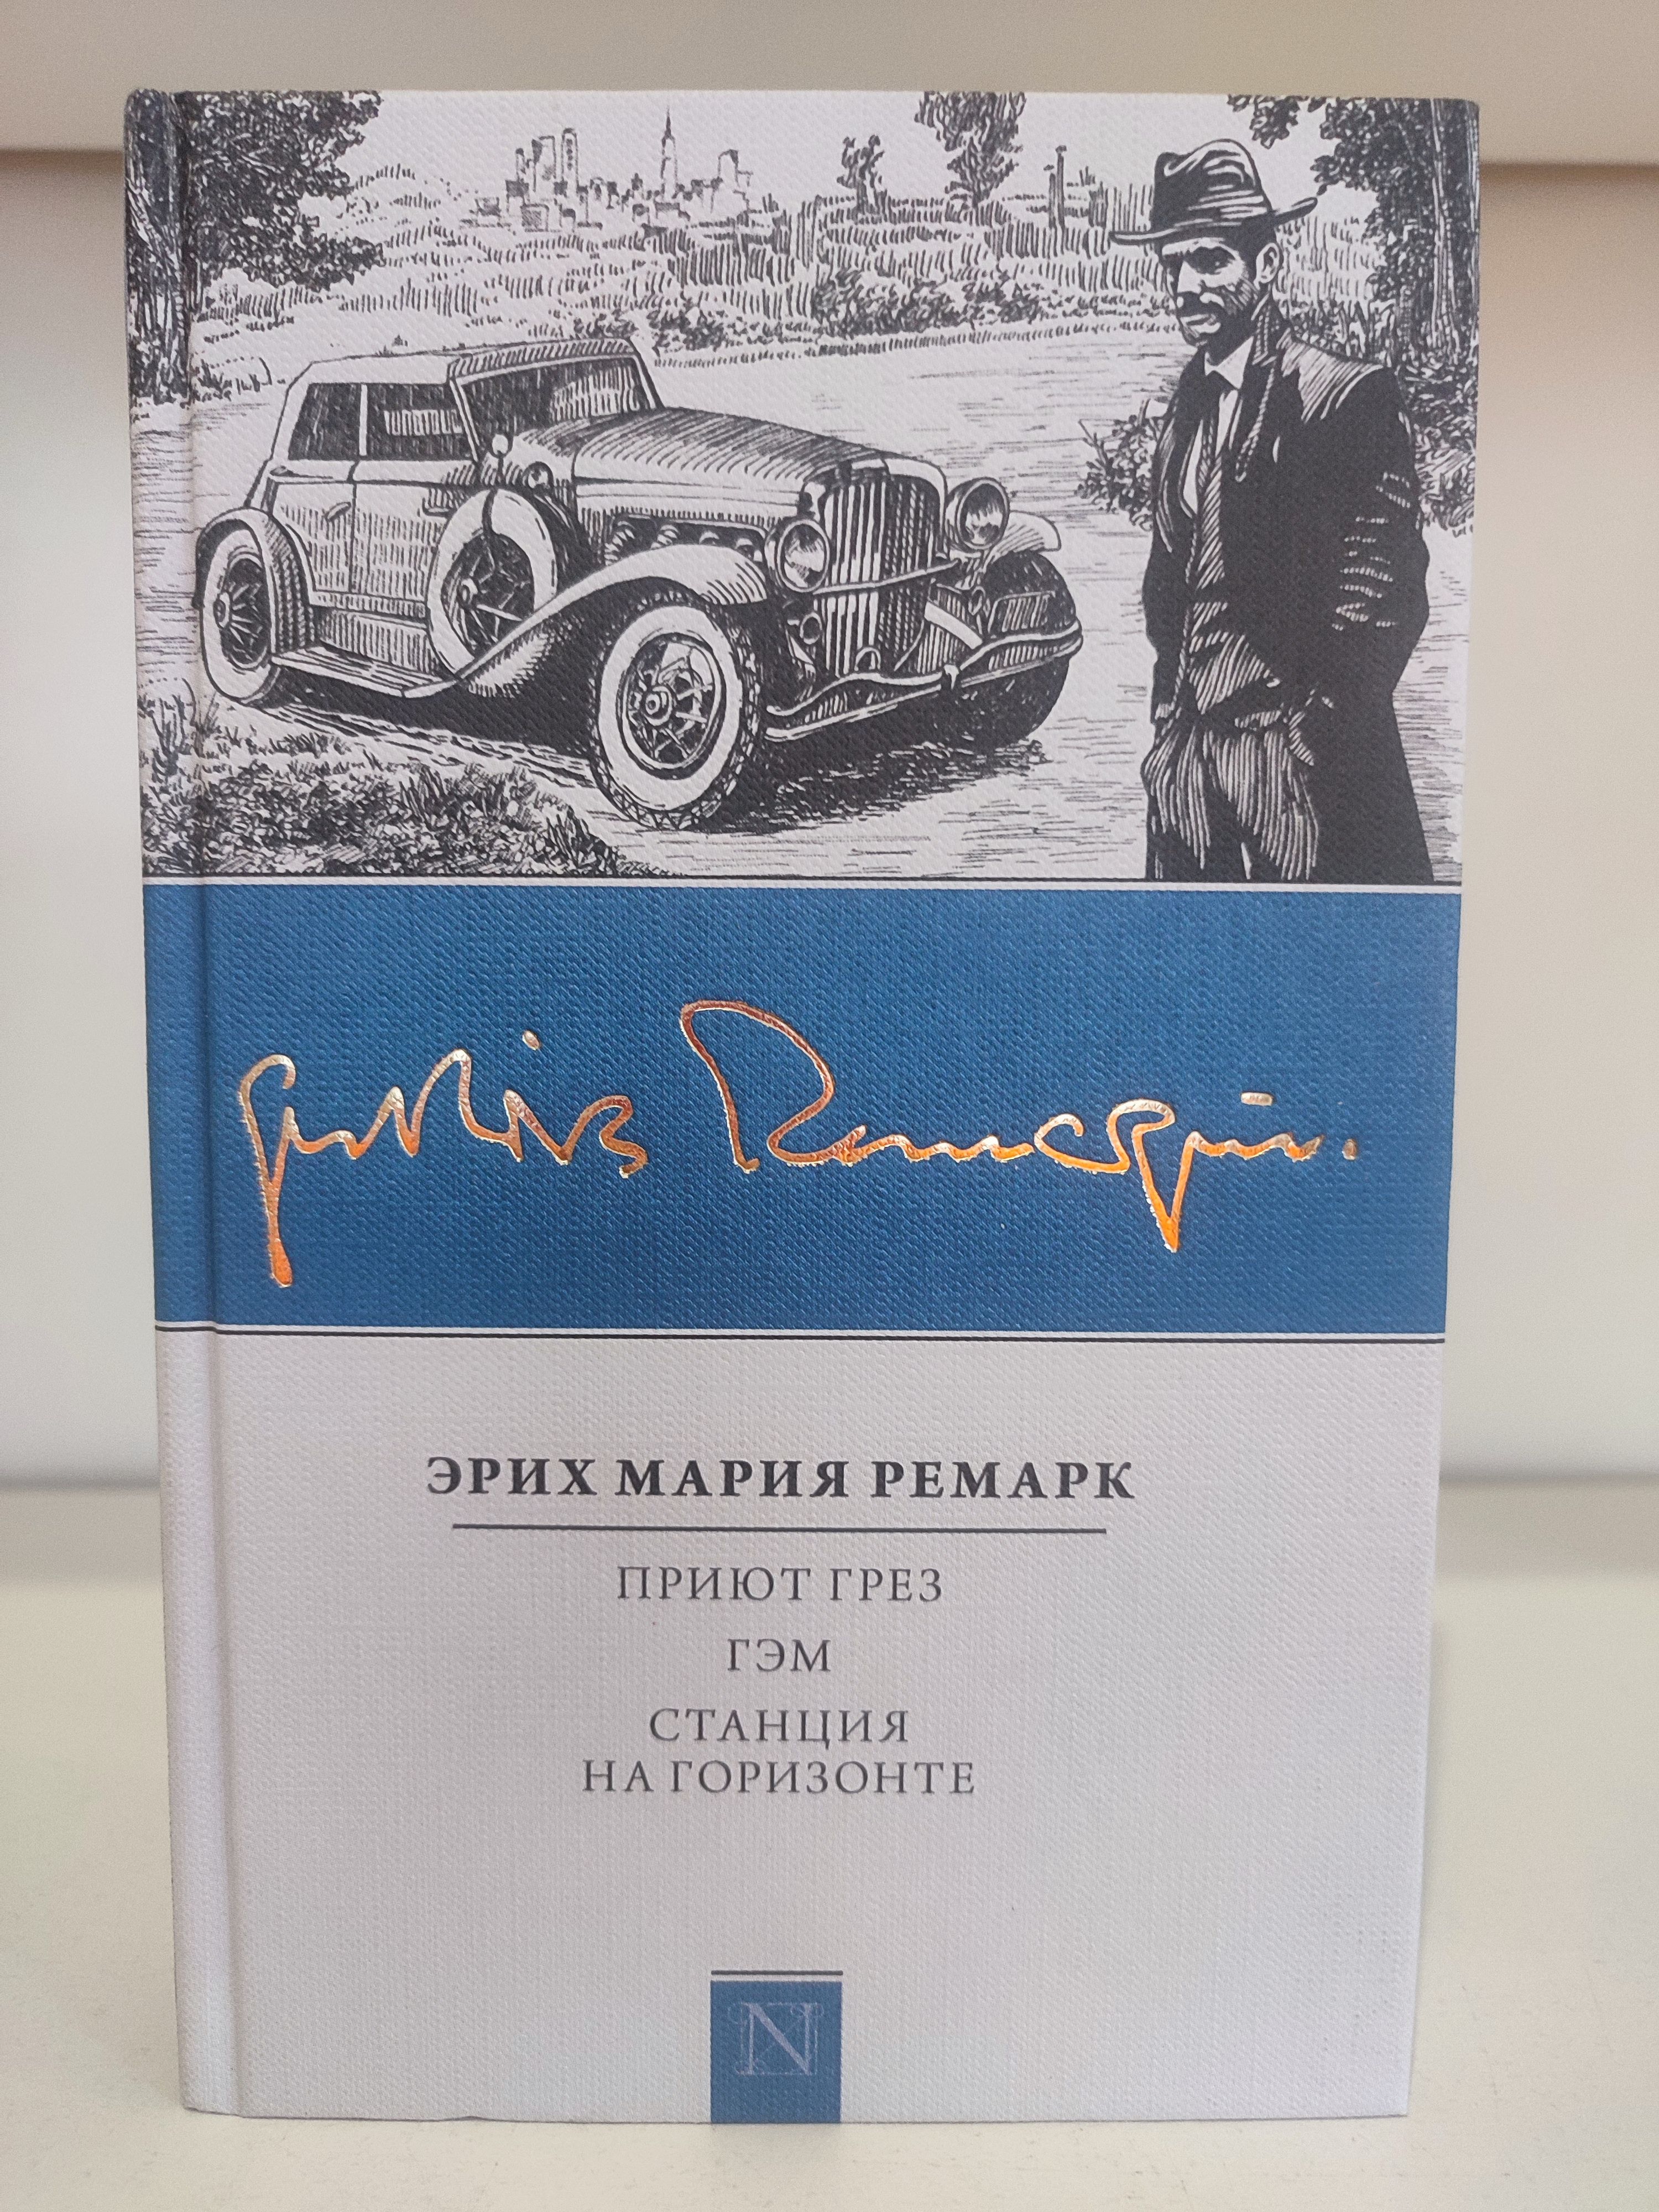 ЭРИХ МАРИЯ РЕМАРК
ПРИЮТ ГРЕЗ
ГЭМ
СТАНЦИЯ
НА ГОРИЗОНТЕ
N